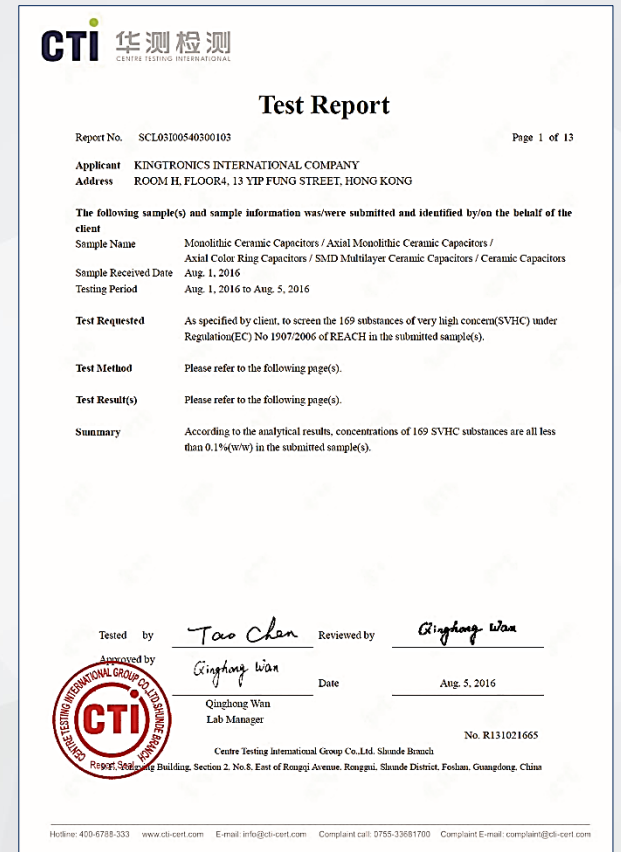 CTI 华测检测
CENTRE TESTING INTERNATIONAL
Test Report
Report No. SCL03I00540300103 Page 1 of 13
Applicant KINGTRONICS INTERNATIONAL COMPANY
Address ROOM H, FLOOR4, 13 YIP FUNG STREET, HONG KONG
The following sample(s) and sample information was/were submitted and identified by/on the behalf of the
client
Sample Name Monolithic Ceramic Capacitors / Axial Monolithic Ceramic Capacitors /
Axial Color Ring Capacitors / SMD Multilayer Ceramic Capacitors / Ceramic Capacitors
Sample Received Date Aug. 1, 2016
Testing Period Aug. 1, 2016 to Aug. 5, 2016
Test Requested As specified by client, to screen the 169 substances of very high concern(SVHC) under
Regulation(EC) No 1907/2006 of REACH in the submitted sample(s).
Test Method Please refer to the following page(s).
Test Result(s) Please refer to the following page(s).
Summary According to the analytical results, concentrations of 169 SVHC substances are all less
than 0.1%(w/w) in the submitted sample(s).
Tested by Tao Chen Reviewed by Qinghong Wan
Approved by Qinghong Wan Date Aug. 5, 2016
Qinghong Wan
Lab Manager
No. R131021665
CENTRE TESTING INTERNATIONAL GROUP CO.,LTD.SHUNDE BRANCH
CTI
Report Seal
Centre Testing International Group Co.,Ltd. Shunde Branch
Building, Section 2, No.8, East of Rongqi Avenue, Ronggui, Shunde District, Foshan, Guangdong, China
Hotline: 400-6788-333 www.cti-cert.com E-mail: info@cti-cert.com Complaint call: 0755-33681700 Complaint E-mail: complaint@cti-cert.com